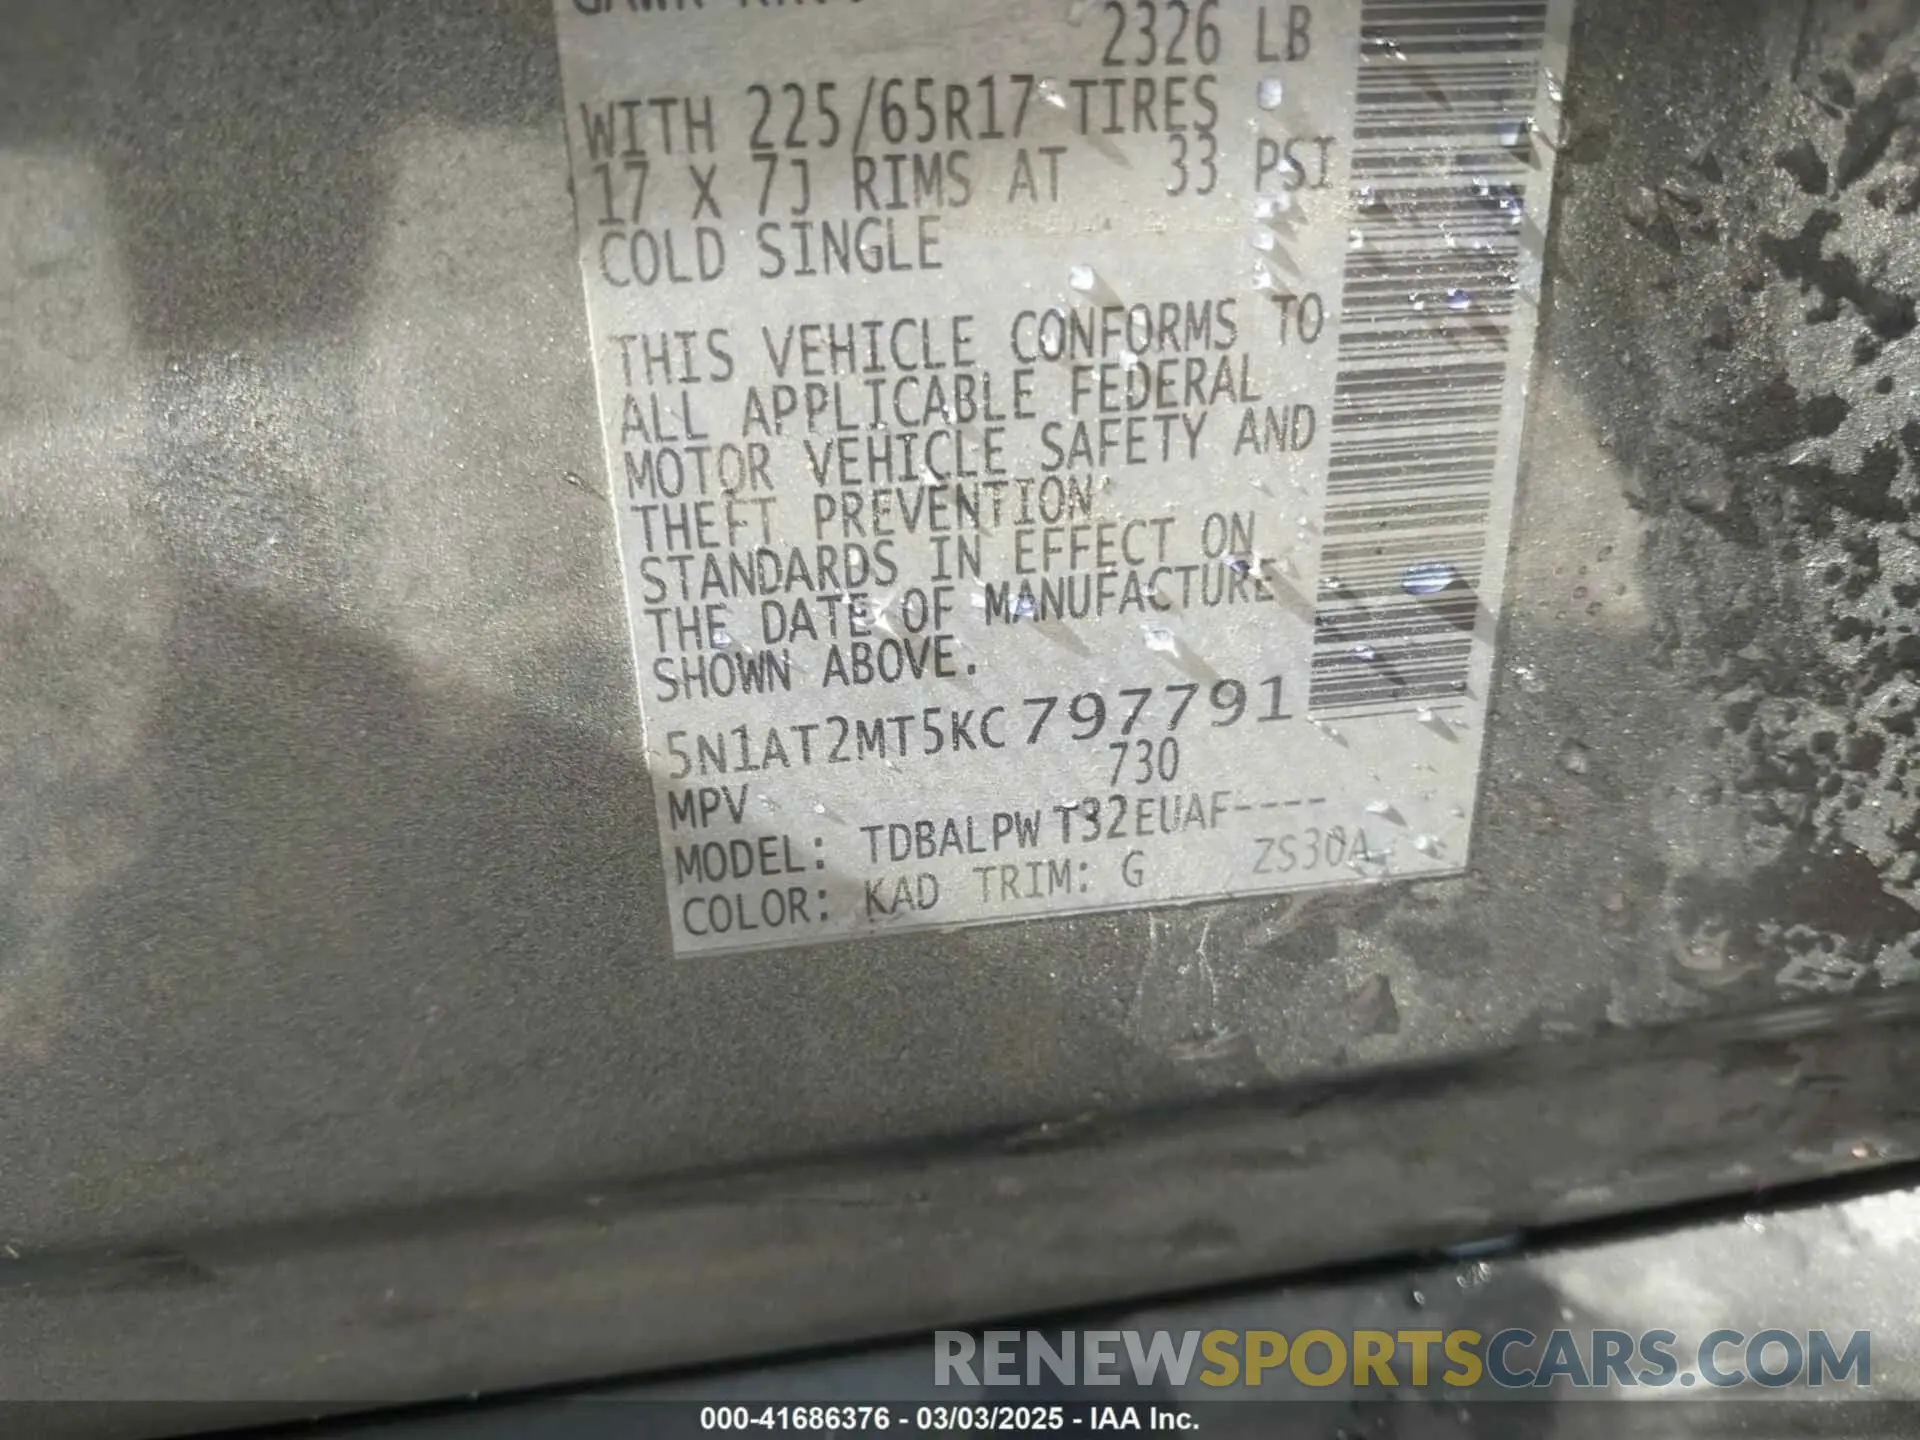 2326 LB
WITH 225/65R17 TIRES
17 X 7J RIMS AT 33 PSI
COLD SINGLE
THIS VEHICLE CONFORMS TO
ALL APPLICABLE FEDERAL
MOTOR VEHICLE SAFETY AND
THEFT PREVENTION
STANDARDS IN EFFECT ON
THE DATE OF MANUFACTURE
SHOWN ABOVE.
5N1AT2MT5KC797791
MPV 730
MODEL: TDBALPW T32EUAF----
COLOR: KAD TRIM: G ZS30A
RENEWSPORTSCARS.COM
000-41686376 - 03/03/2025 - IAA Inc.